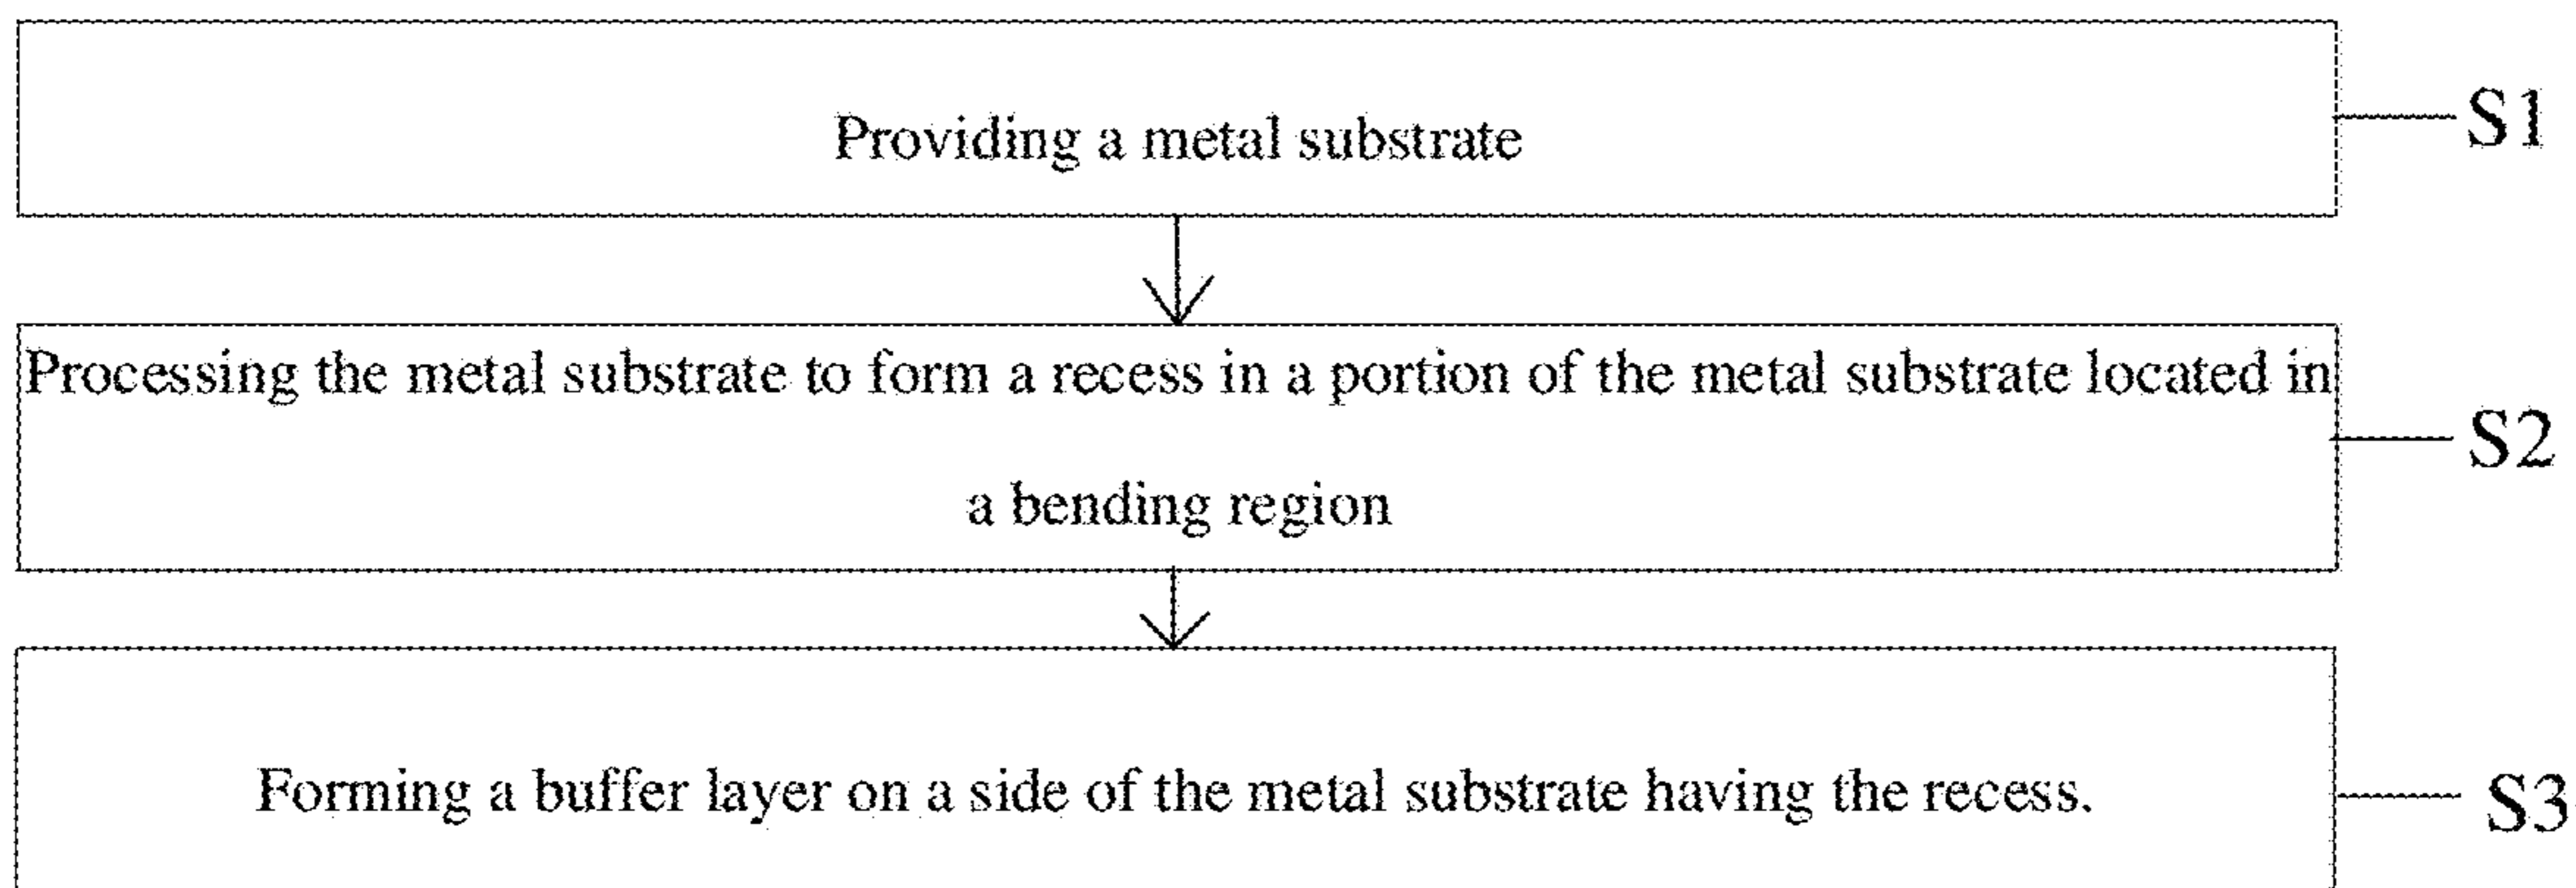 Providing a metal substrate
S1
Processing the metal substrate to form a recess in a portion of the metal substrate located in
a bending region
S2
Forming a buffer layer on a side of the metal substrate having the recess.
S3